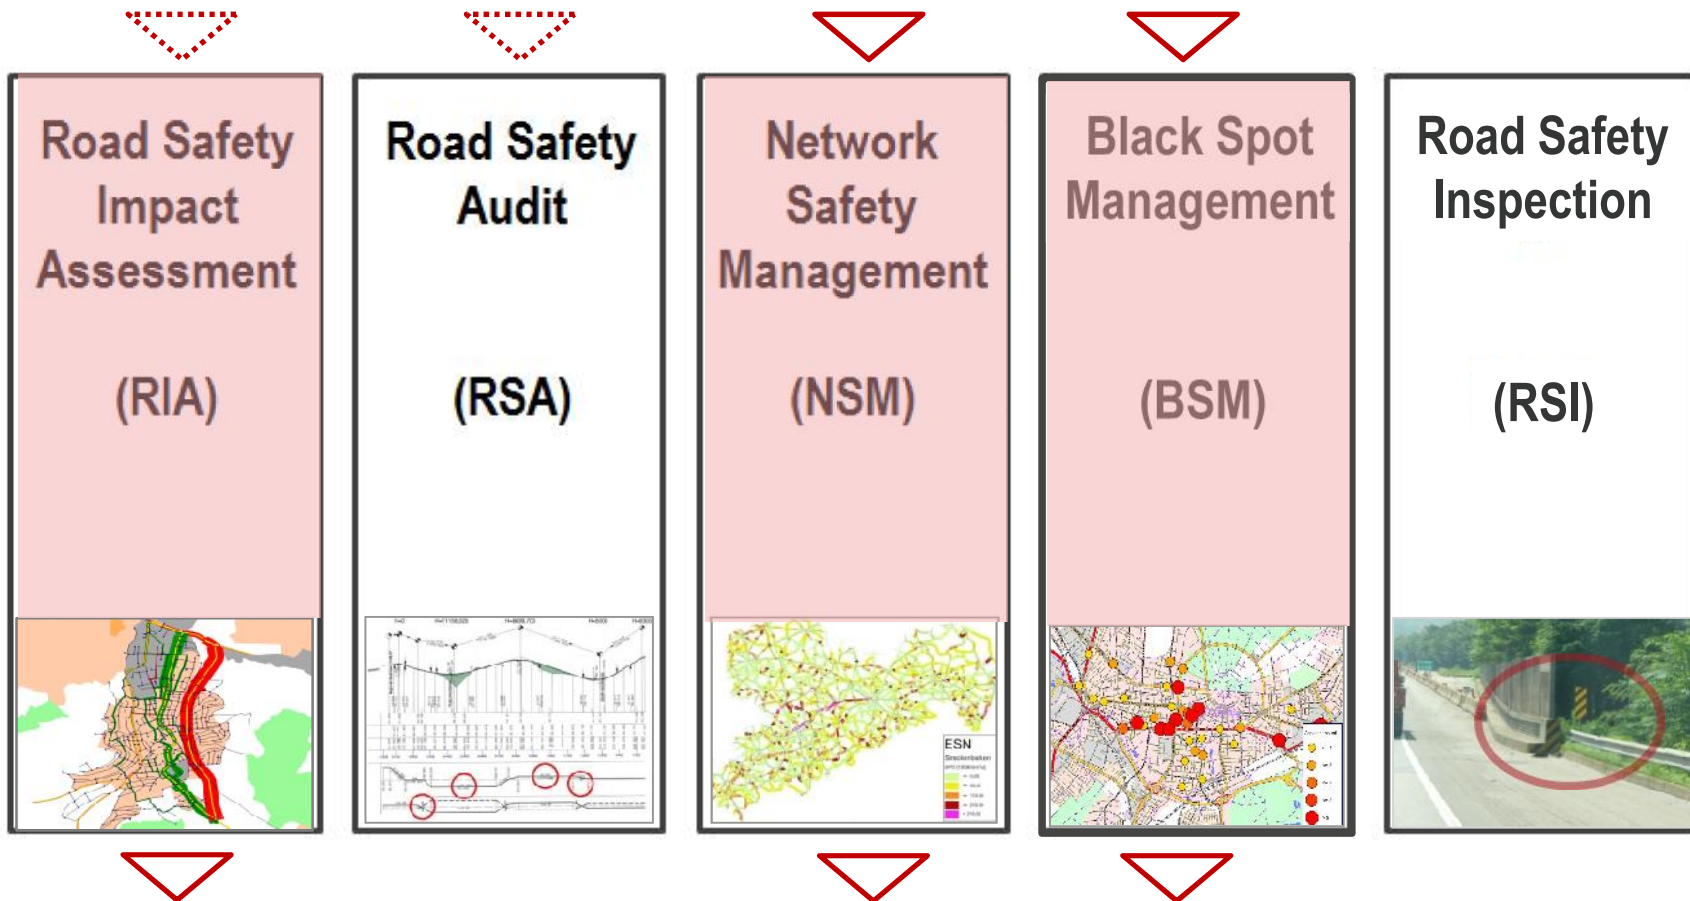 Road Safety
Impact
Assessment
(RIA)
Road Safety
Audit
(RSA)
Network
Safety
Management
(NSM)
Black Spot
Management
(BSM)
Road Safety
Inspection
(RSI)
ESN